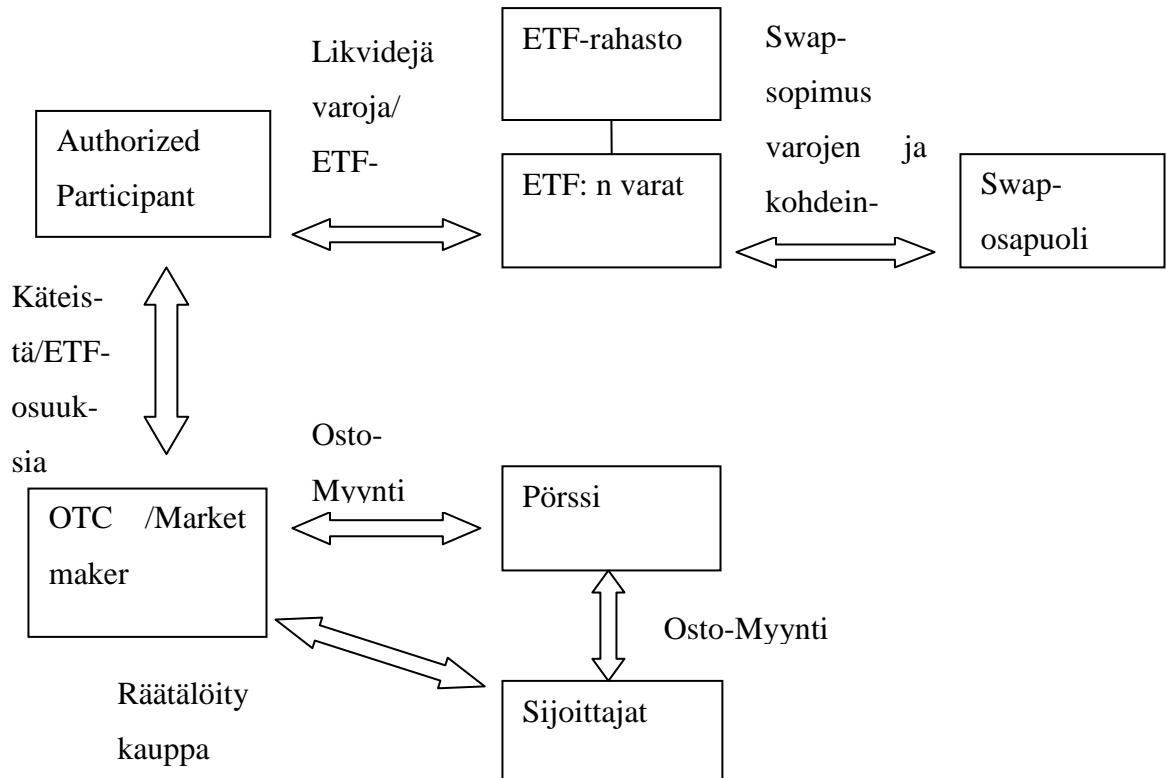 Likvidejä
varoja/
ETF-
ETF-rahasto
Swap-
sopimus
varojen ja
kohdein-
Authorized
Participant
ETF: n varat
Swap-
osapuoli
Käteis-
tä/ETF-
osuuk-
sia
Osto-
Myynti
OTC /Market
maker
Pörssi
Osto-Myynti
Räätälöity
kauppa
Sijoittajat